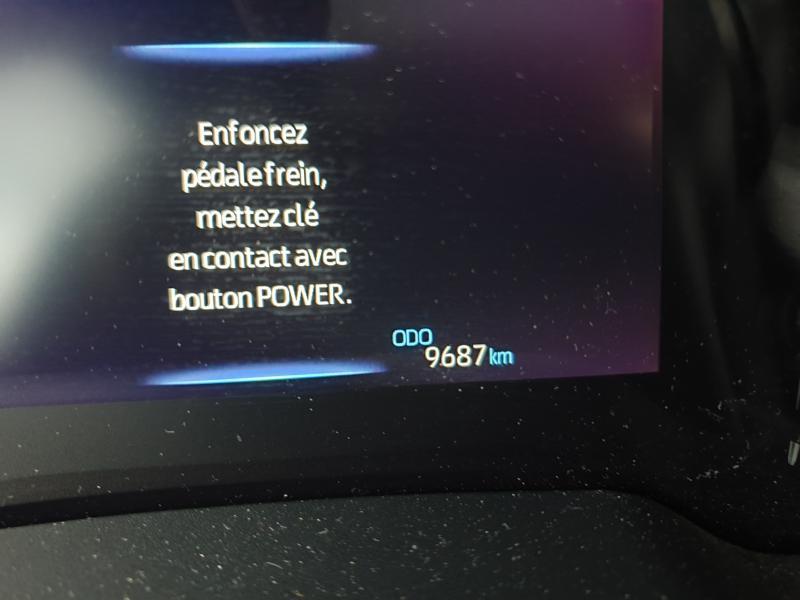 Enfoncez
pédale frein,
mettez clé
en contact avec
bouton POWER.
ODO
9687 km